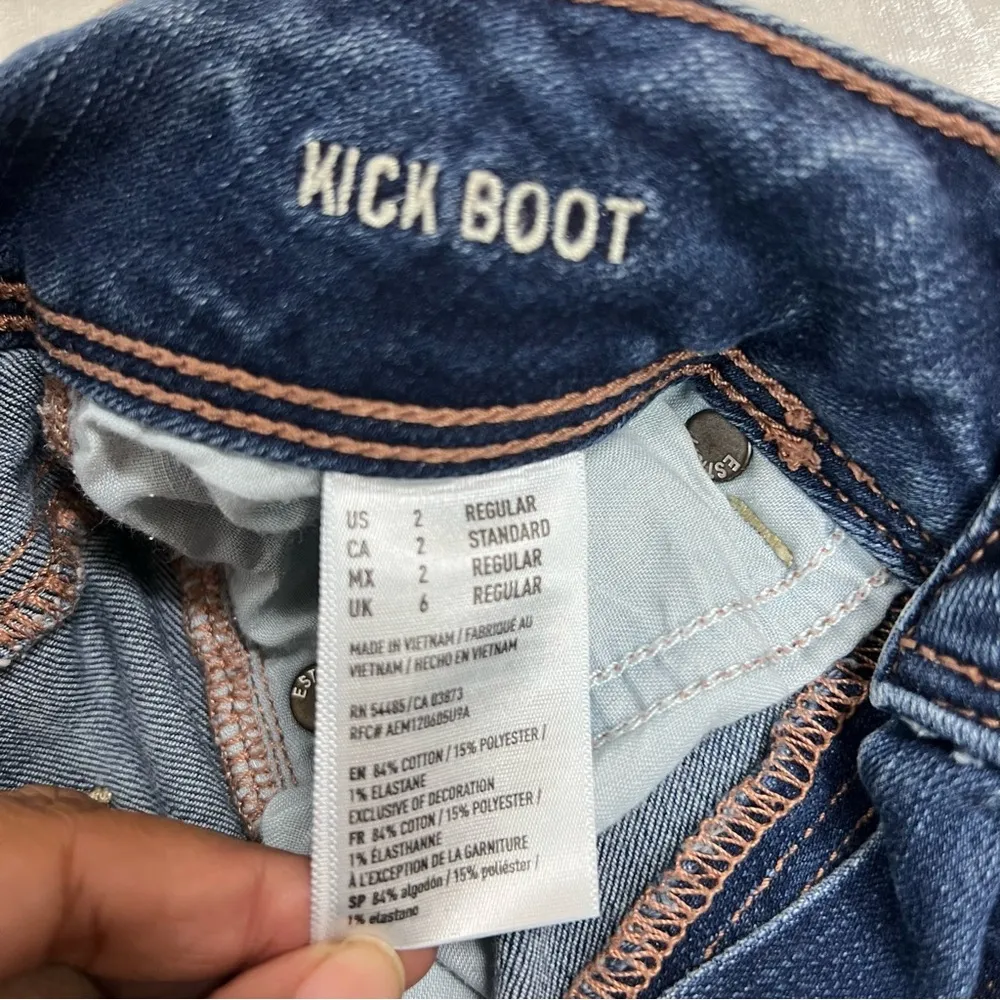 KICK BOOT
US 2 REGULAR
CA 2 STANDARD
MX 2 REGULAR
UK 6 REGULAR
MADE IN VIETNAM / FABRIQUÉ AU
VIETNAM / HECHO EN VIETNAM
RN 54485/CA 03873
RFC# AEM120605U9A
EN 84% COTTON / 15% POLYESTER /
1% ELASTANE
EXCLUSIVE OF DECORATION
FR 84% COTON / 15% POLYESTER /
1% ÉLASTHANNE
À L'EXCEPTION DE LA GARNITURE
SP 84% algodón / 15% poliéster /
1% elastano